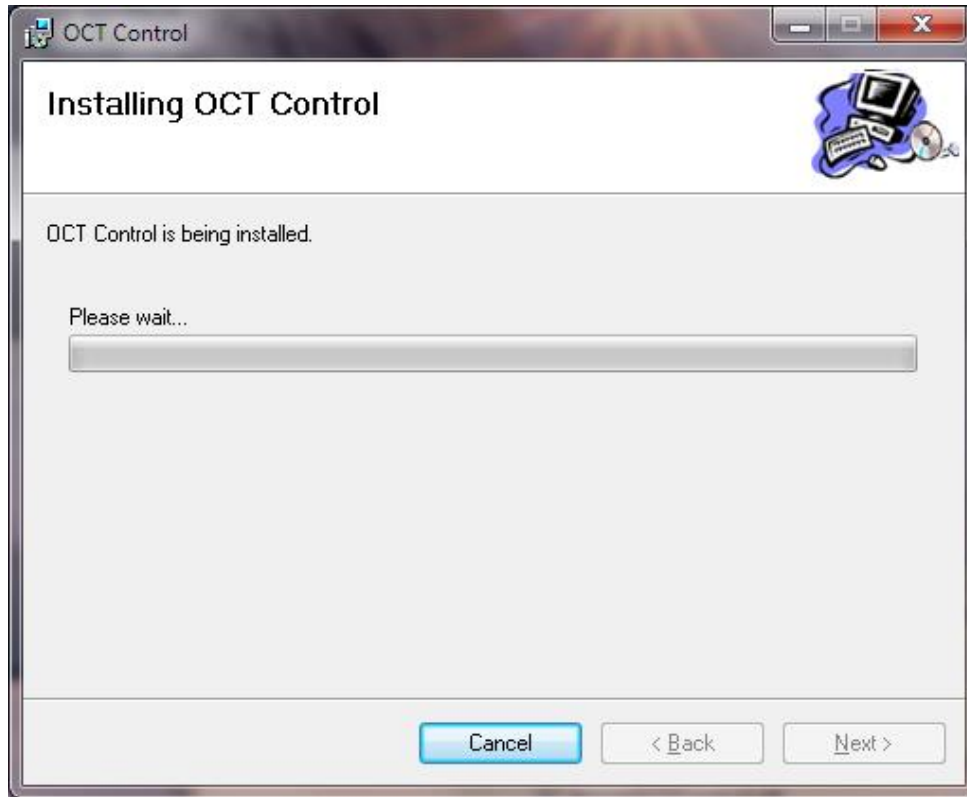 OCT Control
Installing OCT Control
OCT Control is being installed.
Please wait...
Cancel
< Back
Next >